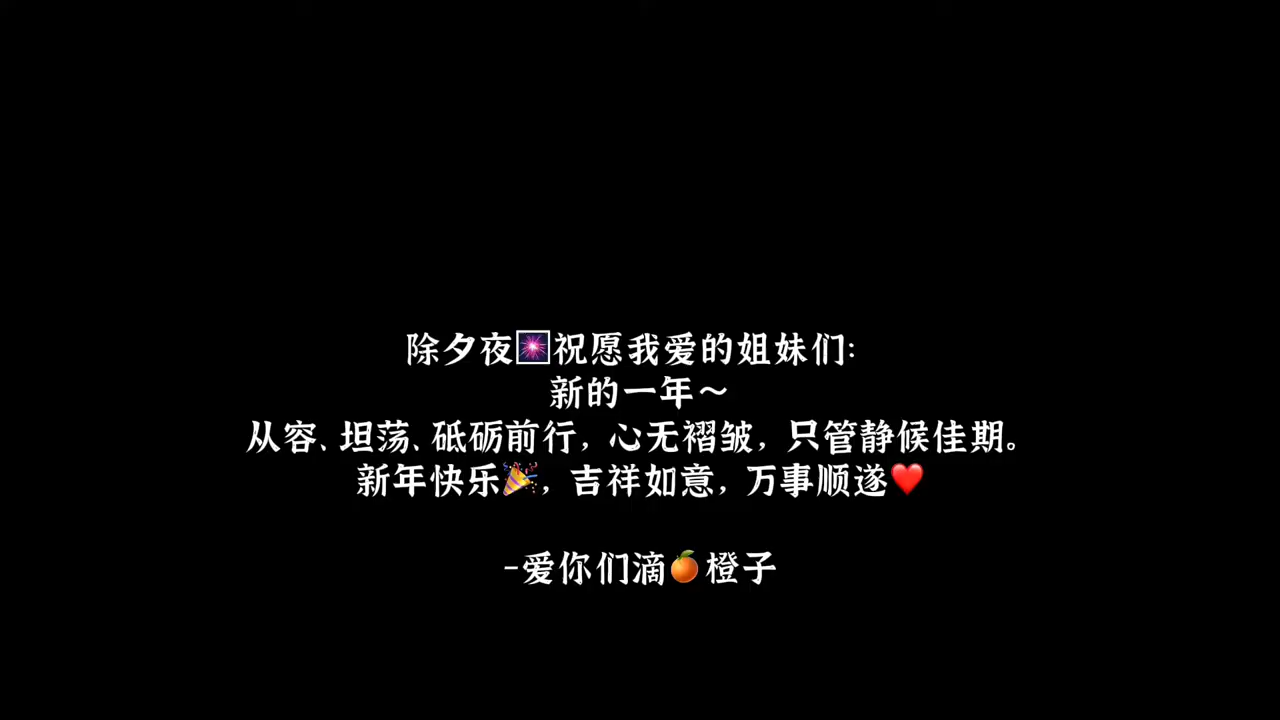 除夕夜🎆祝愿我爱的姐妹们：
新的一年～
从容、坦荡、砥砺前行，心无褶皱，只管静候佳期。
新年快乐🎉，吉祥如意，万事顺遂❤️
-爱你们滴🍊橙子